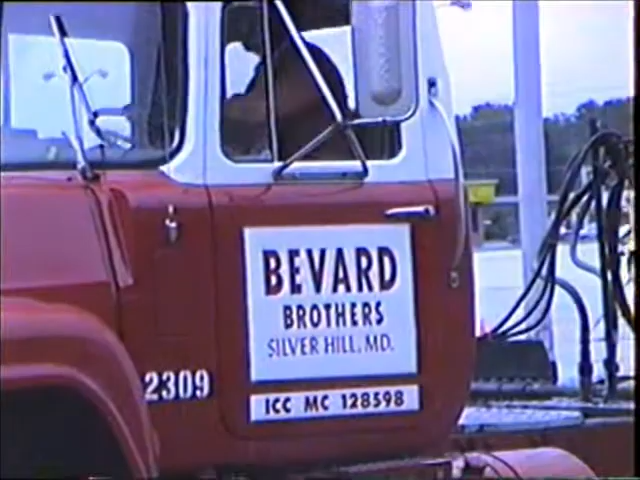 BEVARD
BROTHERS
SILVER HILL, MD.
2309
ICC MC 128598